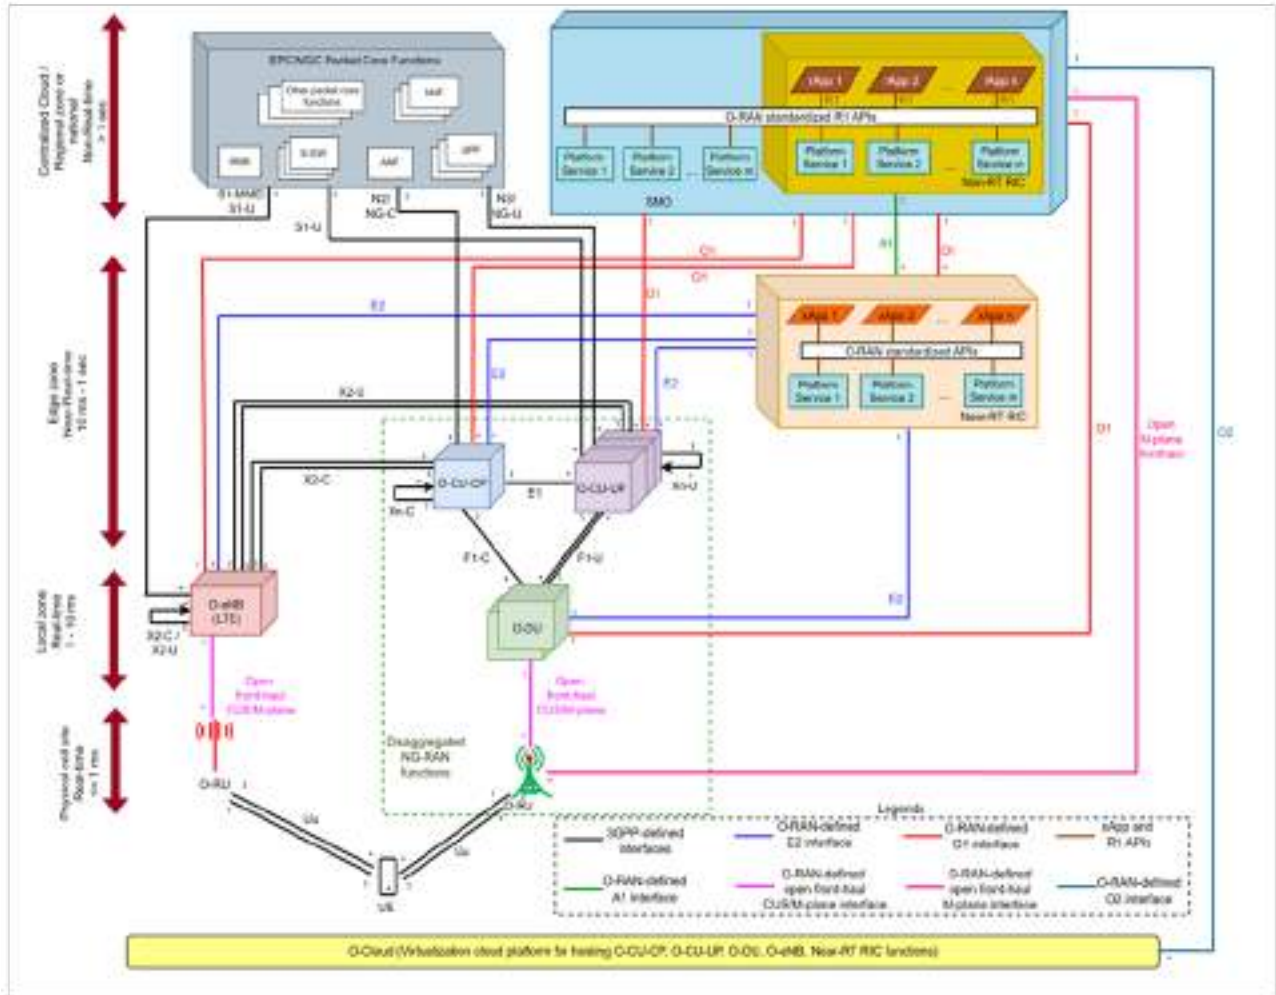 Centralized Cloud /
Regional zone or
national
Non-Real-time
> 1 sec
EPC/NGC Packet Core Functions
Other packet core
functions
AMF
S1-MME
S1-U
S1-U
N2/
NG-C
N3/
NG-U
xApp 1
...
O-RAN standardized R1 APIs
Platform
Service 1
Platform
Service 2
...
Platform
Service m
Platform
Service 1
Platform
Service 2
...
Platform
Service m
Non-RT RIC
SMO
O1
O1
O1
A1
O1
Edge zone
Near-Real-time
10 ms - 1 sec
E2
E2
E2
O-RAN standardized APIs
Platform
Service 1
Platform
Service 2
...
Platform
Service m
Near-RT RIC
O1
Open
M-plane
fronthaul
O2
X2-U
X2-C
O-CU-CP
E1
O-CU-UP
Xn-U
Xn-C
F1-C
F1-U
Local zone
Real-time
1 - 10 ms
O-eNB
(LTE)
X2-C /
X2-U
O-DU
E2
Open
front-haul
CUS/M-plane
Open
front-haul
CUS/M-plane
Physical cell site
Real-time
Disaggregated
NG-RAN
functions
O-RU
O-RU
Uu
Uu
UE
Legends
3GPP-defined
interfaces
O-RAN-defined
E2 interface
O-RAN-defined
O1 interface
xApp and
R1 APIs
O-RAN-defined
A1 interface
O-RAN-defined
open front-haul
CUS/M-plane interface
O-RAN-defined
open front-haul
M-plane interface
O-RAN-defined
O2 interface
O-Cloud (Virtualization cloud platform for hosting O-CU-CP, O-CU-UP, O-DU, O-eNB, Near-RT RIC functions)